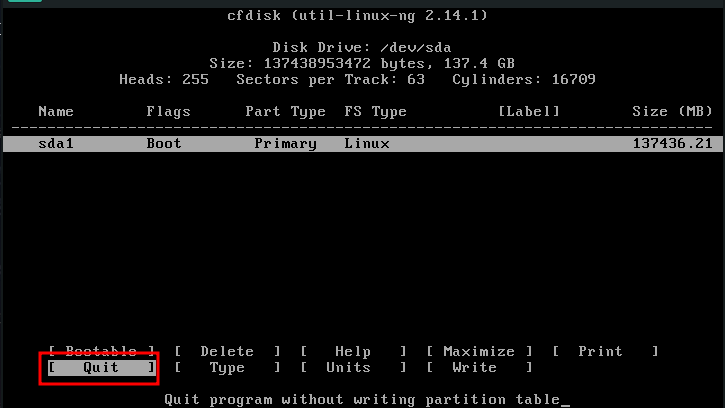 cfdisk (util-linux-ng 2.14.1)
Disk Drive: /dev/sda
Size: 137438953472 bytes, 137.4 GB
Heads: 255   Sectors per Track: 63   Cylinders: 16709
Name   Flags   Part Type   FS Type   [Label]   Size (MB)
sda1   Boot   Primary   Linux   137436.21
[ Bootable ]   [ Delete ]   [ Help ]   [ Maximize ]   [ Print ]
[ Quit ]   [ Type ]   [ Units ]   [ Write ]
Quit program without writing partition table_